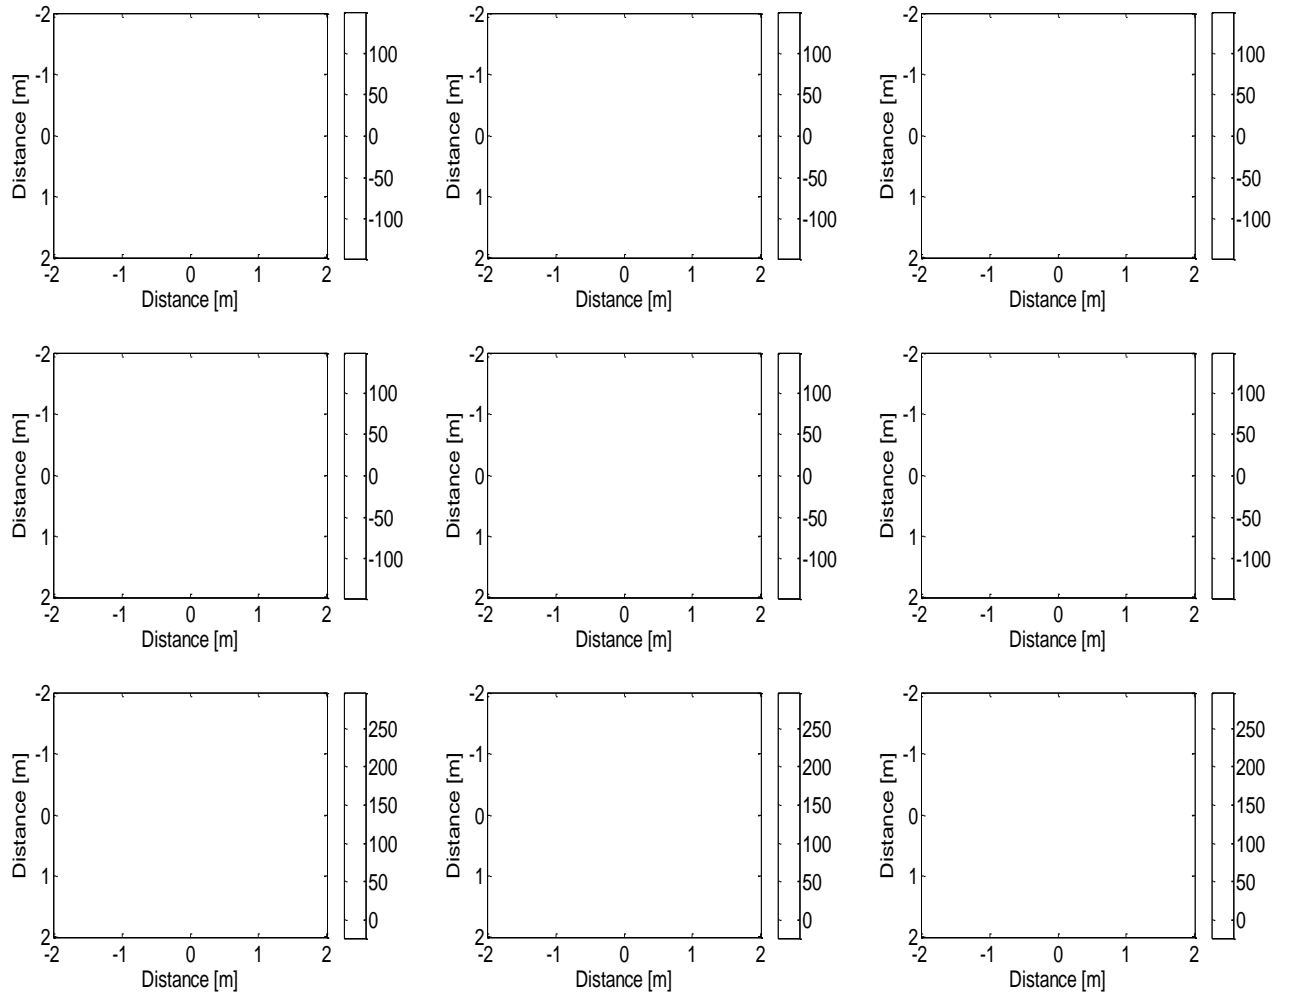 -2 -2 -2
100 100 100
-1 -1 -1
50 50 50
Distance [m] Distance [m] Distance [m]
0 0 0 0 0 0
-50 -50 -50
1 1 1
-100 -100 -100
2 2 2
-2 -1 0 1 2 -2 -1 0 1 2 -2 -1 0 1 2
Distance [m] Distance [m] Distance [m]
-2 -2 -2
100 100 100
-1 -1 -1
50 50 50
Distance [m] Distance [m] Distance [m]
0 0 0 0 0 0
-50 -50 -50
1 1 1
-100 -100 -100
2 2 2
-2 -1 0 1 2 -2 -1 0 1 2 -2 -1 0 1 2
Distance [m] Distance [m] Distance [m]
-2 -2 -2
250 250 250
-1 -1 -1
200 200 200
Distance [m] Distance [m] Distance [m]
0 150 0 150 0 150
100 100 100
1 50 1 50 1 50
0 0 0
2 2 2
-2 -1 0 1 2 -2 -1 0 1 2 -2 -1 0 1 2
Distance [m] Distance [m] Distance [m]